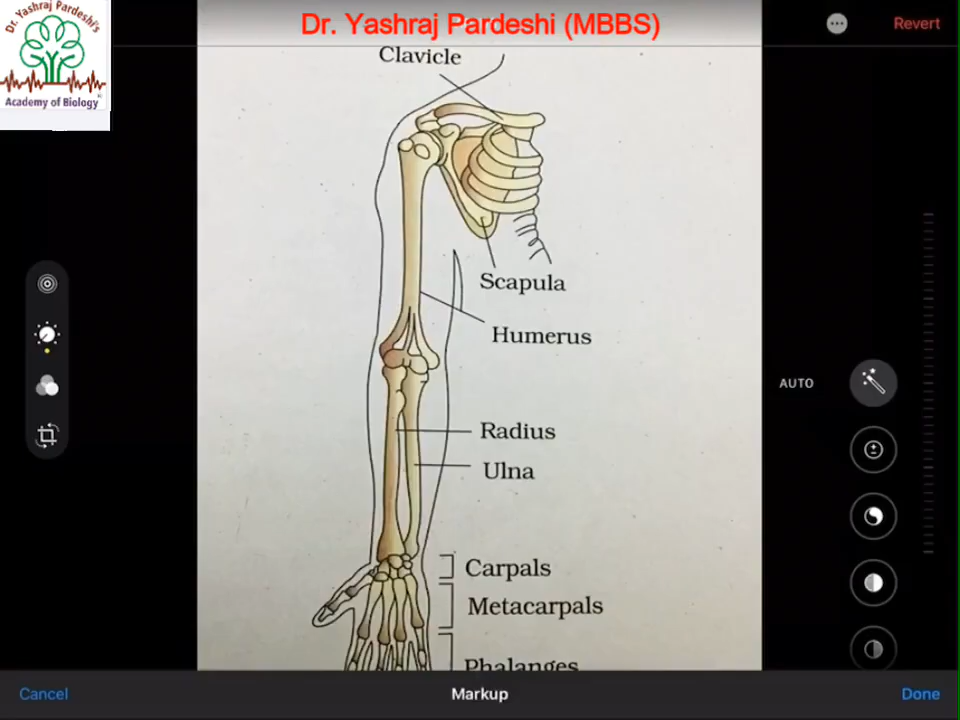 Dr. Yashraj Pardeshi's
Academy of Biology
Dr. Yashraj Pardeshi (MBBS)
Revert
Clavicle
Scapula
Humerus
AUTO
Radius
Ulna
Carpals
Metacarpals
Phalanges
Cancel
Markup
Done